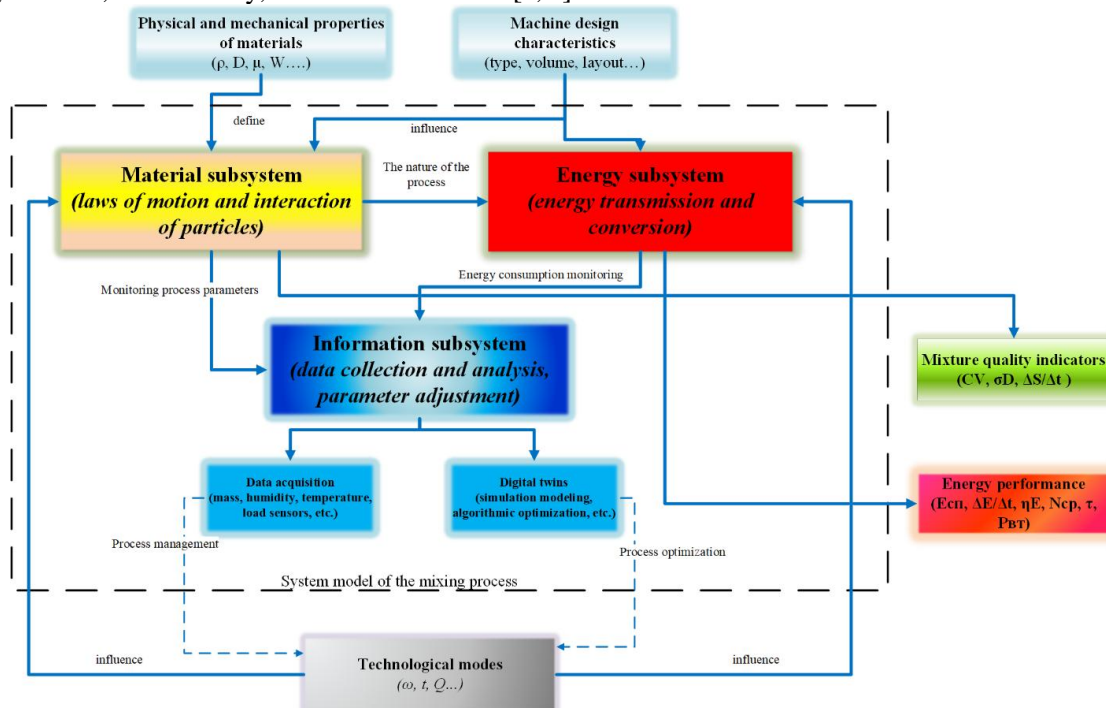 Physical and mechanical properties
of materials
(ρ, D, μ, W….)
Machine design
characteristics
(type, volume, layout…)
define
influence
Material subsystem
(laws of motion and interaction
of particles)
The nature of the
process
Energy subsystem
(energy transmission and
conversion)
Monitoring process parameters
Energy consumption monitoring
Information subsystem
(data collection and analysis,
parameter adjustment)
Mixture quality indicators
(CV, σD, ΔS/Δt )
Data acquisition
(mass, humidity, temperature,
load sensors, etc.)
Digital twins
(simulation modeling,
algorithmic optimization, etc.)
Energy performance
(Eсп, ΔE/Δt, ηE, Nср, τ,
Pвт)
Process management
Process optimization
System model of the mixing process
influence
Technological modes
(ω, t, Q...)
influence